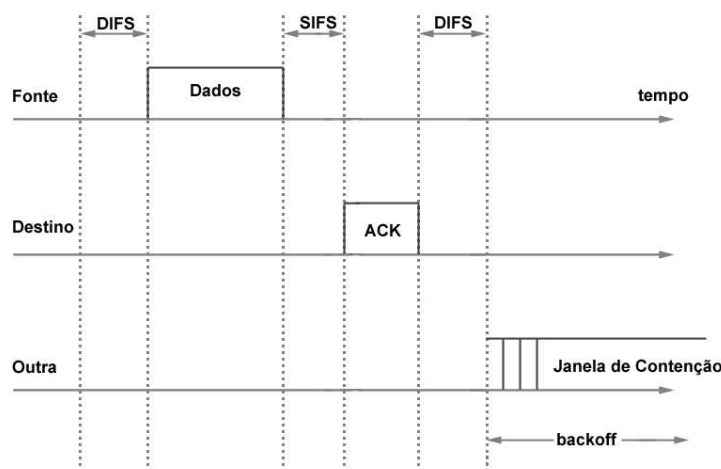 DIFS SIFS DIFS
Dados
Fonte tempo
Destino ACK
Outra Janela de Contenção
backoff